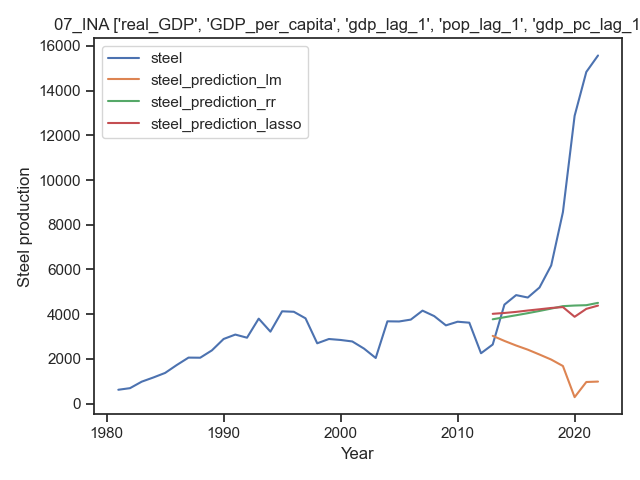 07_INA ['real_GDP', 'GDP_per_capita', 'gdp_lag_1', 'pop_lag_1', 'gdp_pc_lag_1
16000
14000
12000
10000
8000
6000
4000
2000
0
Steel production
steel
steel_prediction_lm
steel_prediction_rr
steel_prediction_lasso
1980 1990 2000 2010 2020
Year